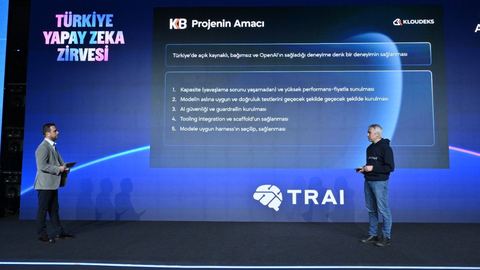 TÜRKİYE
YAPAY ZEKA
ZİRVESİ
KB Projenin Amacı
KLOUDEKS
Türkiye'de açık kaynaklı, bağımsız ve OpenAI'ın sağladığı deneyime denk bir deneyimin sağlanması
1. Kapasite (yavaşlama sorunu yaşamadan) ve yüksek performans-fiyatla sunulması
2. Modelin aslına uygun ve doğruluk testlerini geçecek şekilde geçecek şekilde kurulması
3. AI güvenliği ve guardrailin kurulması
4. Tooling integration ve scaffold'un sağlanması
5. Modele uygun harness'ın seçilip, sağlanması
TRAI